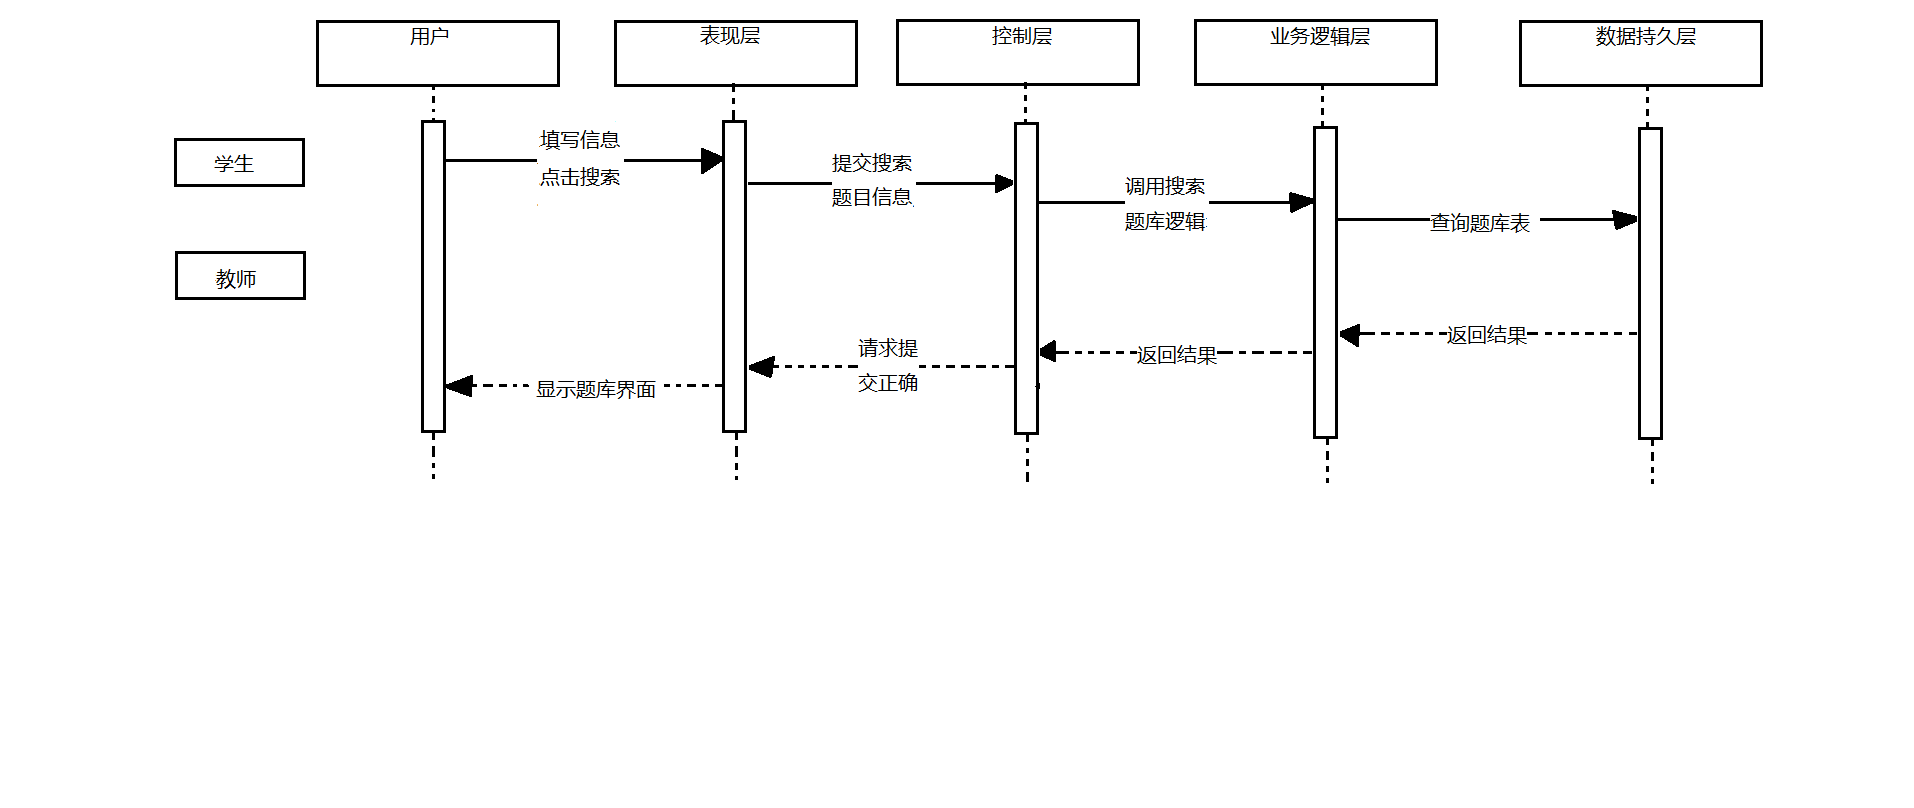 用户
表现层
控制层
业务逻辑层
数据持久层
学生
教师
填写信息
点击搜索
提交搜索
题目信息
调用搜索
题库逻辑
查询题库表
返回结果
返回结果
请求提
交正确
显示题库界面